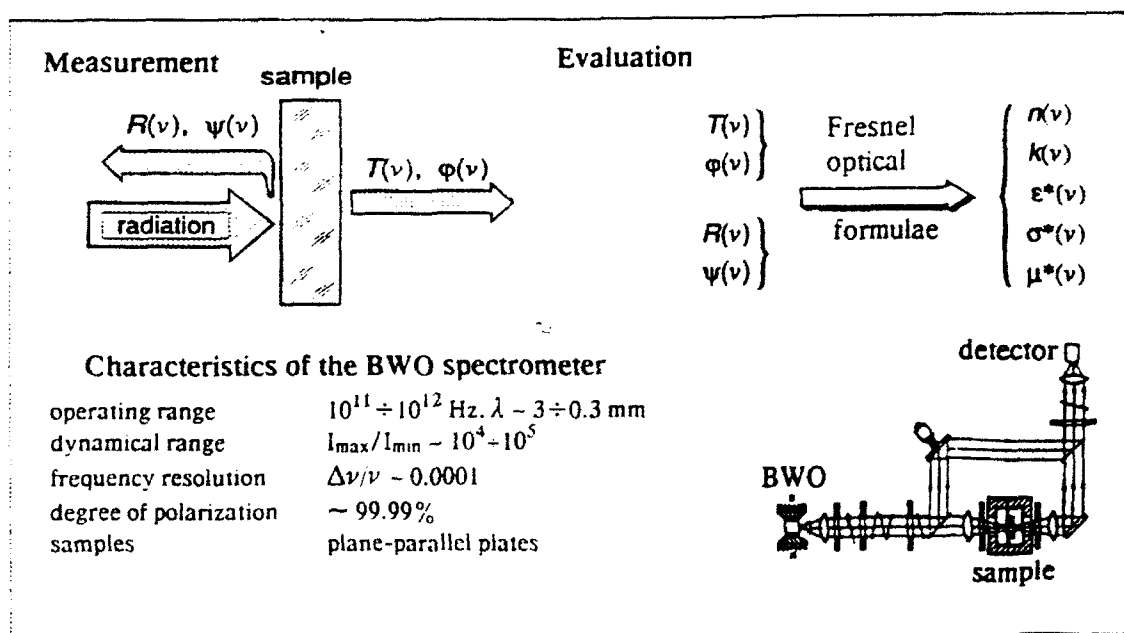 Measurement
sample
R(ν), ψ(ν)
T(ν), φ(ν)
radiation
Evaluation
T(ν)
φ(ν)
R(ν)
ψ(ν)
Fresnel
optical
formulae
n(ν)
k(ν)
ε*(ν)
σ*(ν)
μ*(ν)
Characteristics of the BWO spectrometer
operating range 10¹¹÷10¹² Hz. λ ~ 3÷0.3 mm
dynamical range Imax/Imin ~ 10⁴÷10⁵
frequency resolution Δν/ν ~ 0.0001
degree of polarization ~ 99.99%
samples plane-parallel plates
detector
BWO
sample